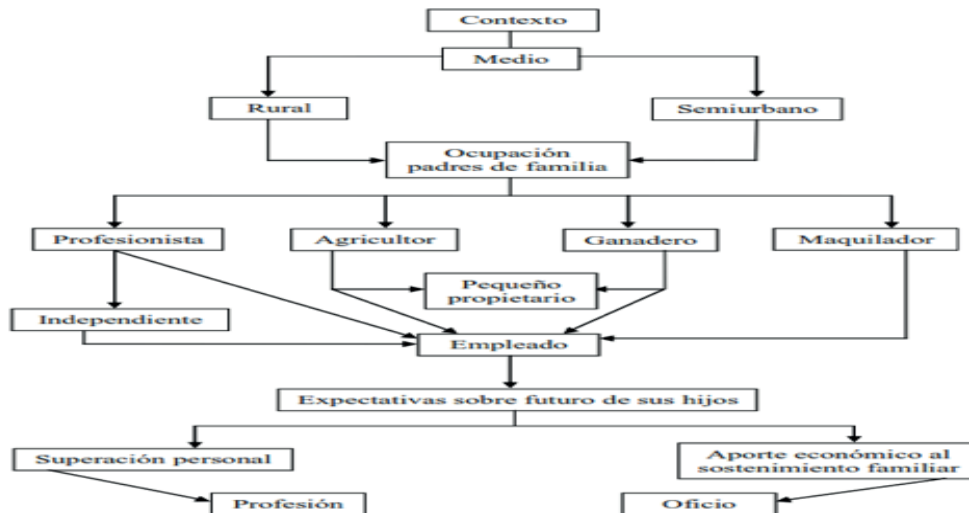 Contexto
Medio
Rural
Semiurbano
Ocupación
padres de familia
Profesionista
Agricultor
Ganadero
Maquilador
Pequeño
propietario
Independiente
Empleado
Expectativas sobre futuro de sus hijos
Superación personal
Aporte económico al
sostenimiento familiar
Profesión
Oficio